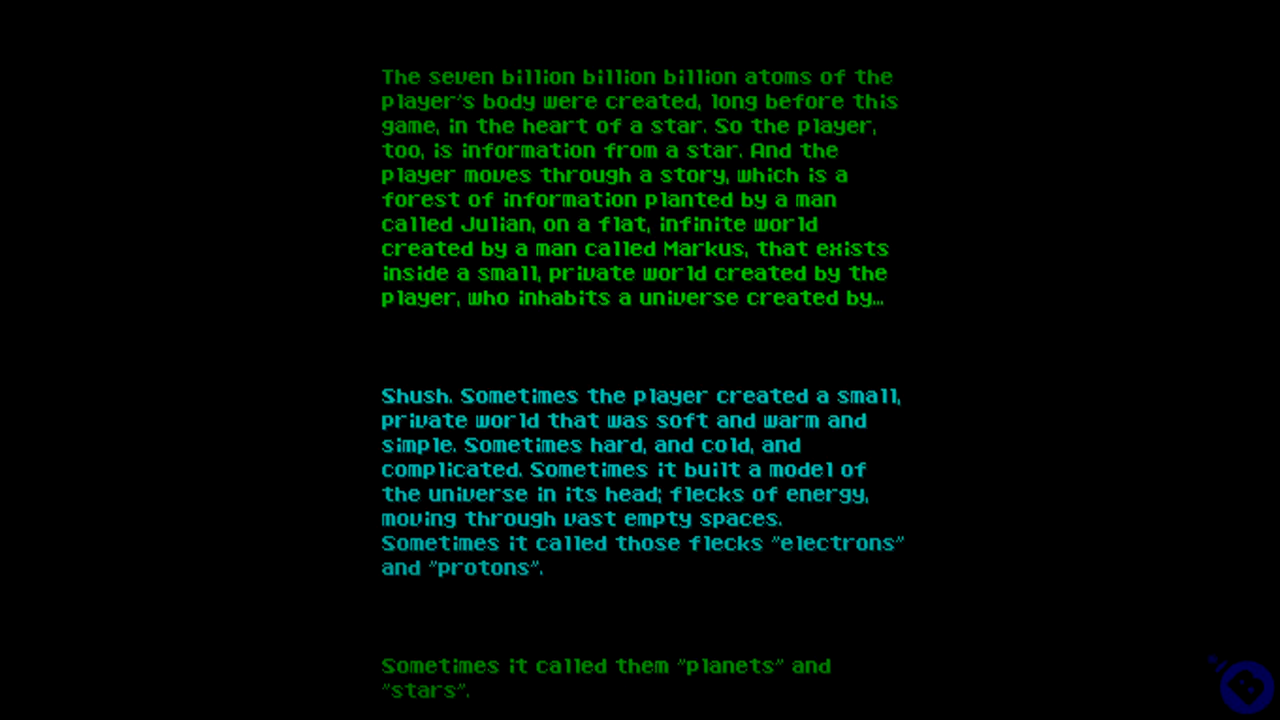 The seven billion billion billion atoms of the
player's body were created, long before this
game, in the heart of a star. So the player,
too, is information from a star. And the
player moves through a story, which is a
forest of information planted by a man
called Julian, on a flat, infinite world
created by a man called Markus, that exists
inside a small, private world created by the
player, who inhabits a universe created by...
Shush. Sometimes the player created a small,
private world that was soft and warm and
simple. Sometimes hard, and cold, and
complicated. Sometimes it built a model of
the universe in its head; flecks of energy,
moving through vast empty spaces.
Sometimes it called those flecks "electrons"
and "protons".
Sometimes it called them "planets" and
"stars".
B